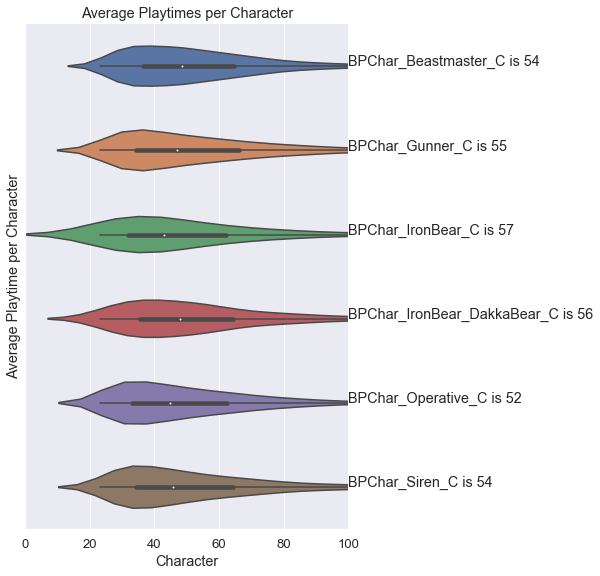 Average Playtimes per Character
BPChar_Beastmaster_C is 54
BPChar_Gunner_C is 55
BPChar_IronBear_C is 57
BPChar_IronBear_DakkaBear_C is 56
BPChar_Operative_C is 52
BPChar_Siren_C is 54
Average Playtime per Character
0 20 40 60 80 100
Character